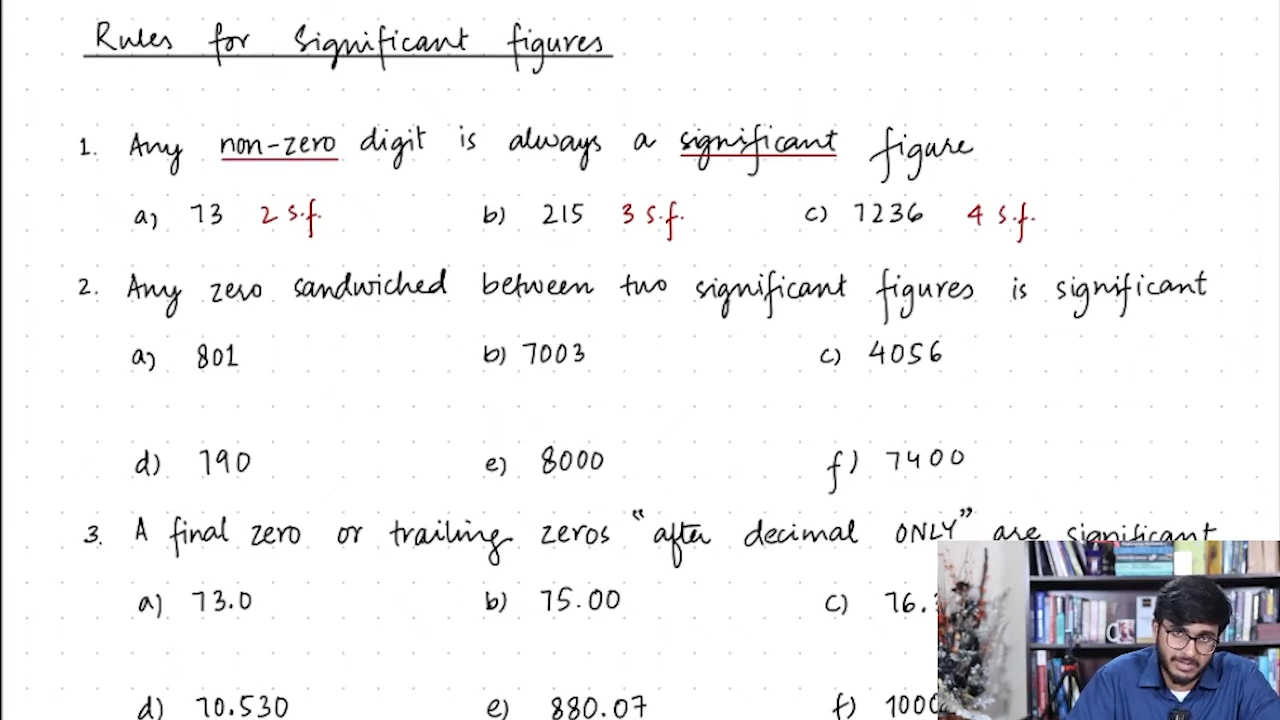 Rules for Significant figures
1. Any non-zero digit is always a significant figure
a) 73 2 s.f. b) 215 3 s.f. c) 7236 4 s.f.
2. Any zero sandwiched between two significant figures is significant
a) 801 b) 7003 c) 4056
d) 790 e) 8000 f) 7400
3. A final zero or trailing zeros "after decimal ONLY" are significant
a) 73.0 b) 75.00 c) 76.
d) 70.530 e) 880.07 f) 1000